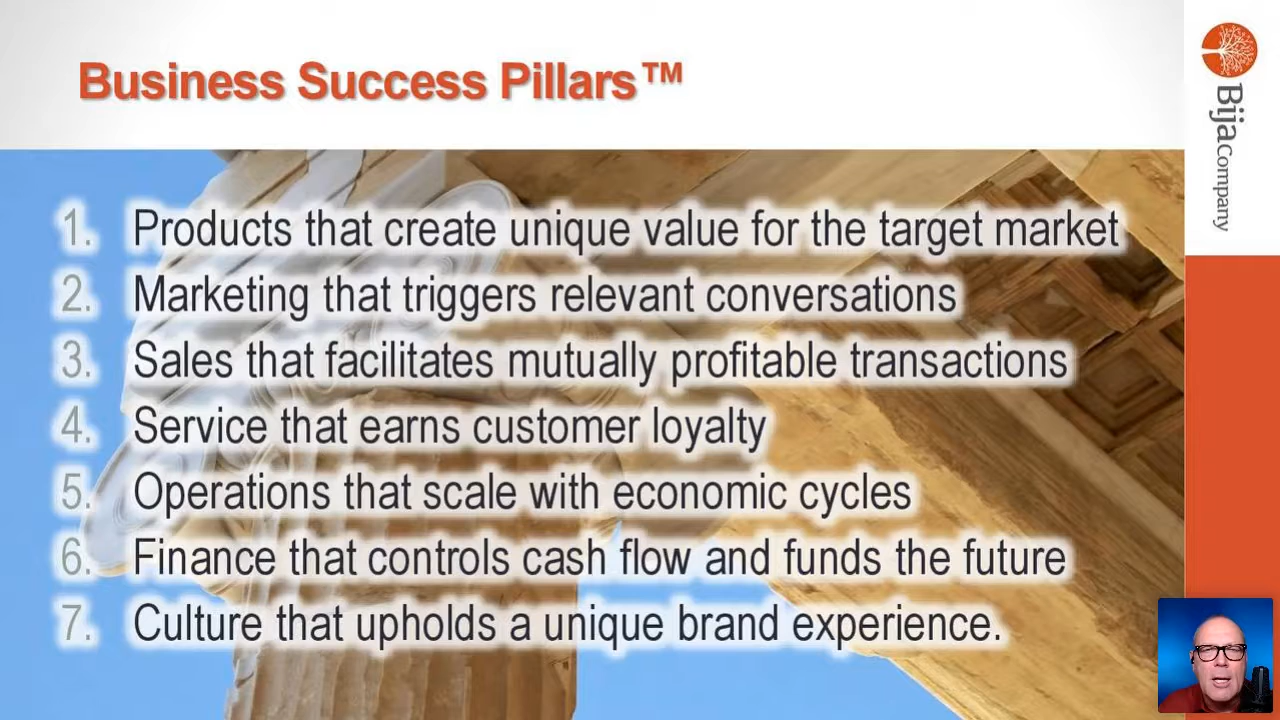 Business Success Pillars™
BijaCompany
1. Products that create unique value for the target market
2. Marketing that triggers relevant conversations
3. Sales that facilitates mutually profitable transactions
4. Service that earns customer loyalty
5. Operations that scale with economic cycles
6. Finance that controls cash flow and funds the future
7. Culture that upholds a unique brand experience.